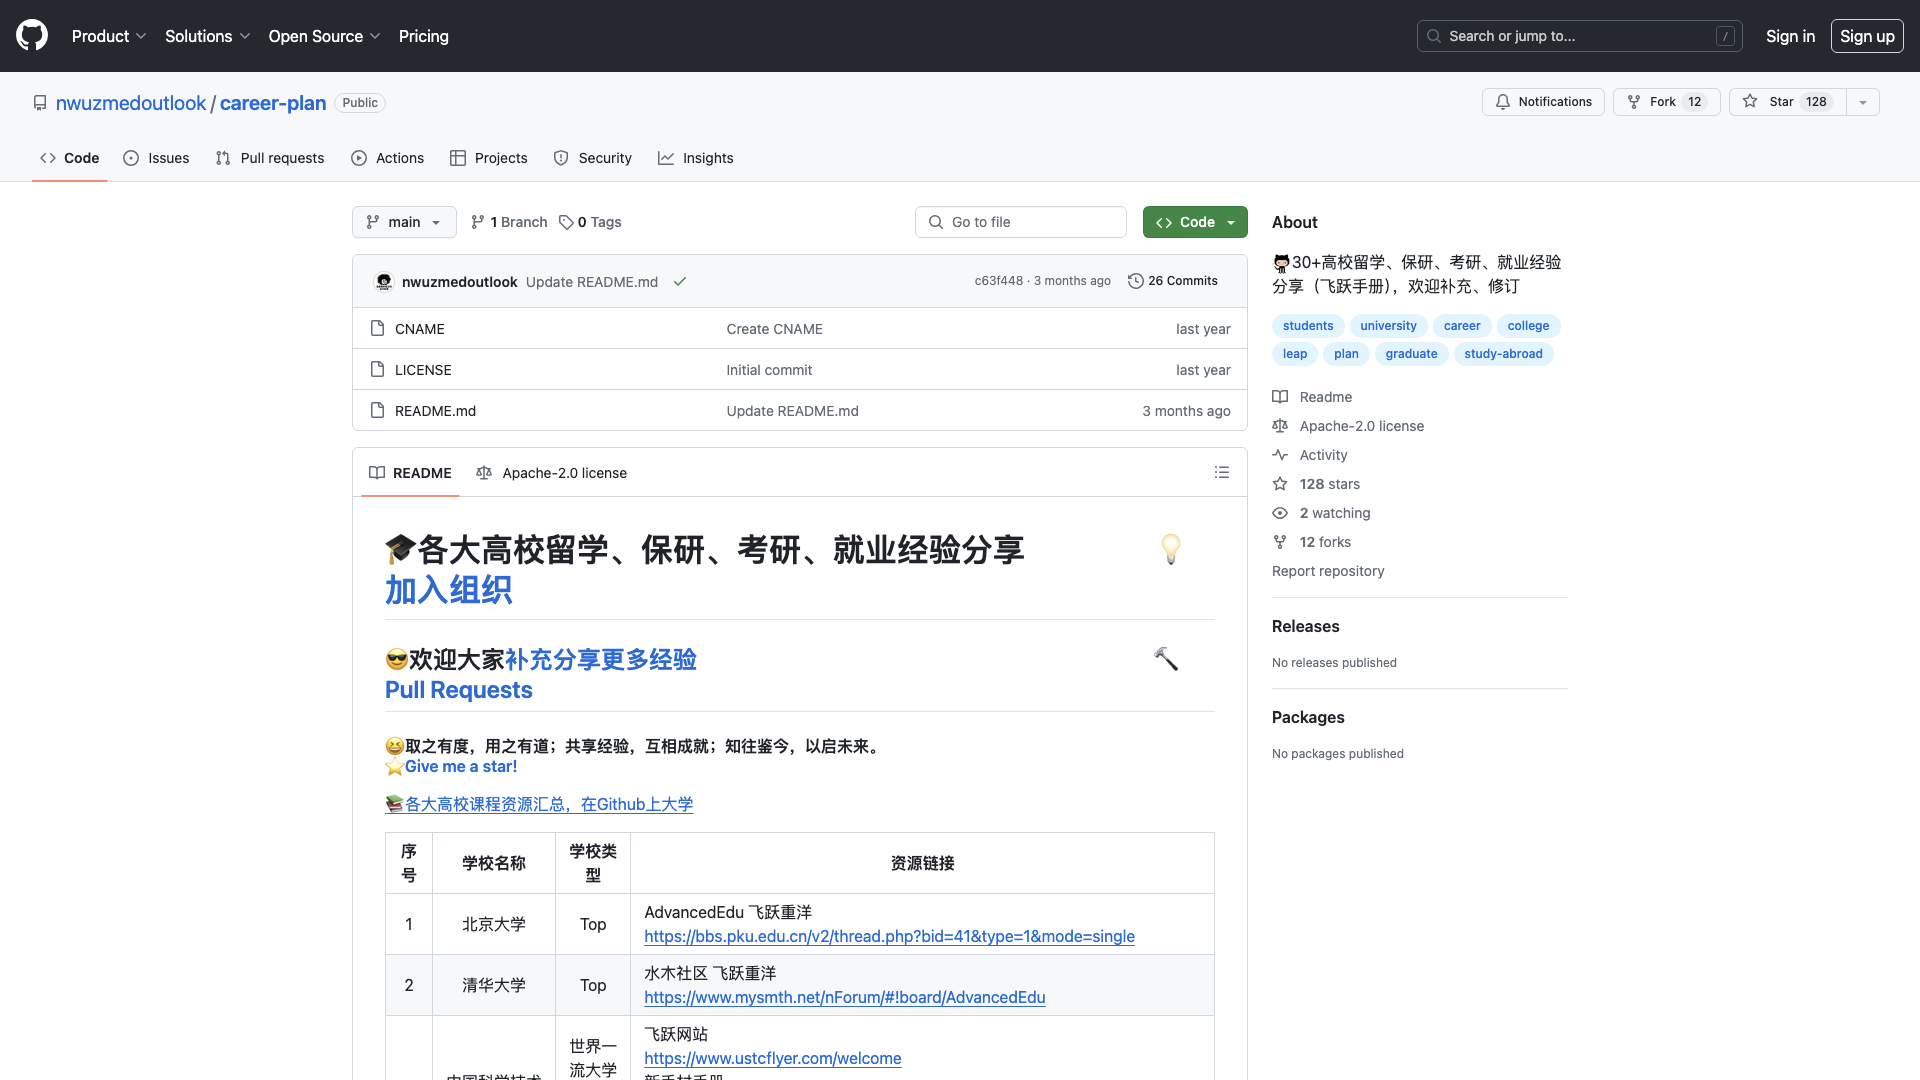 Product
Solutions
Open Source
Pricing
Search or jump to...
/
Sign in
Sign up
nwuzmedoutlook / career-plan
Public
Notifications
Fork 12
Star 128
Code
Issues
Pull requests
Actions
Projects
Security
Insights
main
1 Branch
0 Tags
Go to file
Code
nwuzmedoutlook Update README.md
c63f448 · 3 months ago
26 Commits
CNAME
Create CNAME
last year
LICENSE
Initial commit
last year
README.md
Update README.md
3 months ago
README
Apache-2.0 license
🎓各大高校留学、保研、考研、就业经验分享 💡
加入组织
😎欢迎大家补充分享更多经验 🔨
Pull Requests
😆取之有度，用之有道；共享经验，互相成就；知往鉴今，以启未来。
⭐Give me a star!
📚各大高校课程资源汇总，在Github上大学
序号
学校名称
学校类型
资源链接
1
北京大学
Top
AdvancedEdu 飞跃重洋
https://bbs.pku.edu.cn/v2/thread.php?bid=41&type=1&mode=single
2
清华大学
Top
水木社区 飞跃重洋
https://www.mysmth.net/nForum/#!board/AdvancedEdu
世界一
流大学
飞跃网站
https://www.ustcflyer.com/welcome
About
30+高校留学、保研、考研、就业经验
分享（飞跃手册），欢迎补充、修订
students
university
career
college
leap
plan
graduate
study-abroad
Readme
Apache-2.0 license
Activity
128 stars
2 watching
12 forks
Report repository
Releases
No releases published
Packages
No packages published